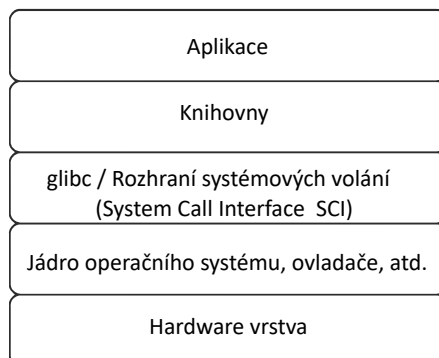 Aplikace
Knihovny
glibc / Rozhraní systémových volání
(System Call Interface  SCI)
Jádro operačního systému, ovladače, atd.
Hardware vrstva